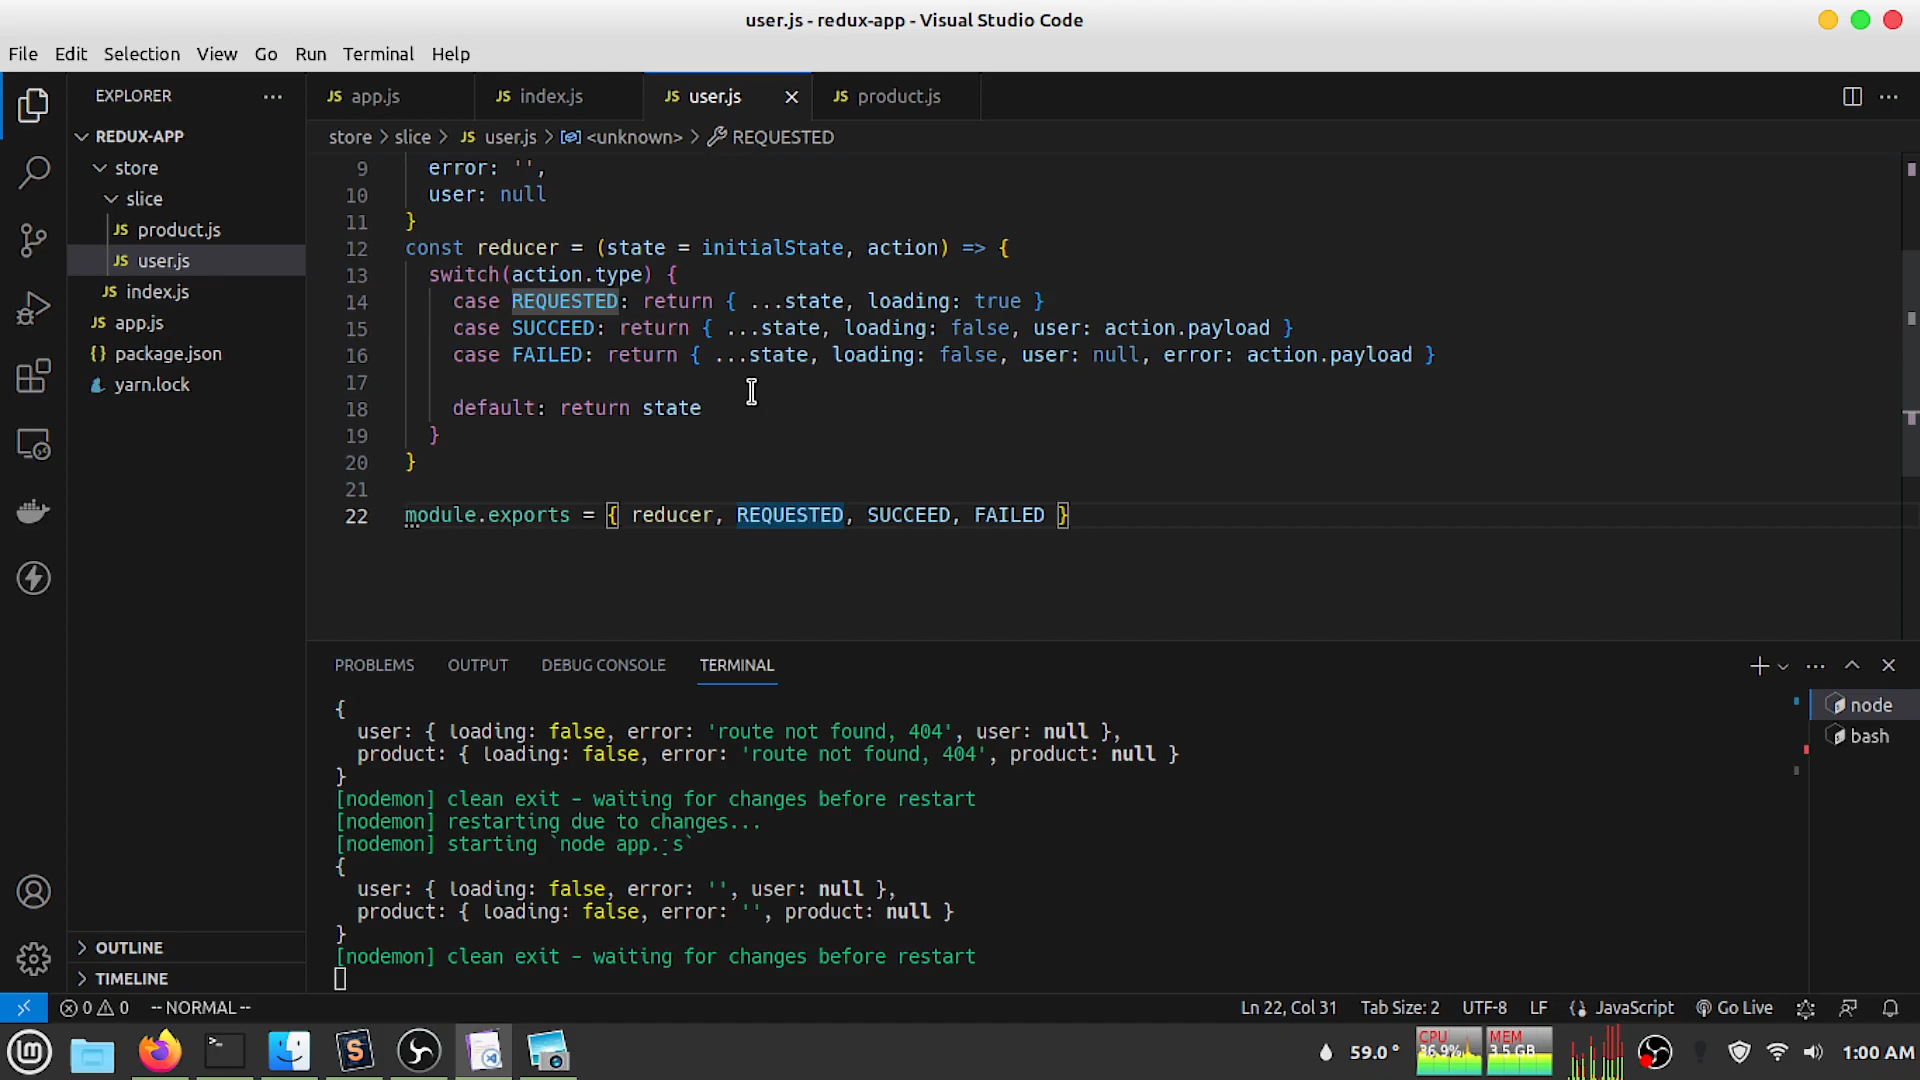 user.js - redux-app - Visual Studio Code
File Edit Selection View Go Run Terminal Help
EXPLORER
REDUX-APP
store
slice
JS product.js
JS user.js
JS index.js
JS app.js
{} package.json
yarn.lock
OUTLINE
TIMELINE
JS app.js JS index.js JS user.js JS product.js
store > slice > JS user.js > <unknown> > REQUESTED
9 error: '',
10 user: null
11 }
12 const reducer = (state = initialState, action) => {
13 switch(action.type) {
14 case REQUESTED: return { ...state, loading: true }
15 case SUCCEED: return { ...state, loading: false, user: action.payload }
16 case FAILED: return { ...state, loading: false, user: null, error: action.payload }
17
18 default: return state
19 }
20 }
21
22 module.exports = { reducer, REQUESTED, SUCCEED, FAILED }
PROBLEMS OUTPUT DEBUG CONSOLE TERMINAL
{
user: { loading: false, error: 'route not found, 404', user: null },
product: { loading: false, error: 'route not found, 404', product: null }
}
[nodemon] clean exit - waiting for changes before restart
[nodemon] restarting due to changes...
[nodemon] starting `node app.js`
{
user: { loading: false, error: '', user: null },
product: { loading: false, error: '', product: null }
}
[nodemon] clean exit - waiting for changes before restart
node
bash
0 0 -- NORMAL -- Ln 22, Col 31 Tab Size: 2 UTF-8 LF {} JavaScript Go Live
59.0 ° CPU 36.9% MEM 3.5 GB 1:00 AM